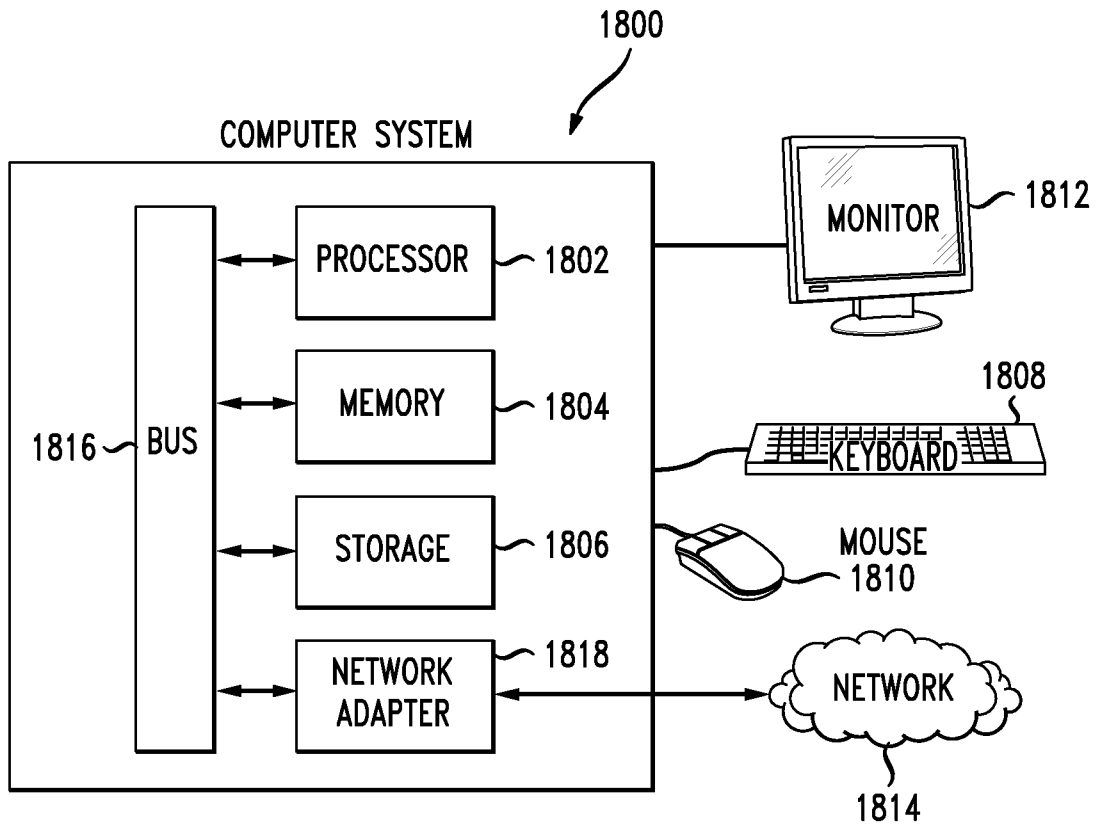 1800
COMPUTER SYSTEM
MONITOR
1812
PROCESSOR
1802
MEMORY
1804
1816
BUS
1808
KEYBOARD
STORAGE
1806
MOUSE
1810
NETWORK
ADAPTER
1818
NETWORK
1814